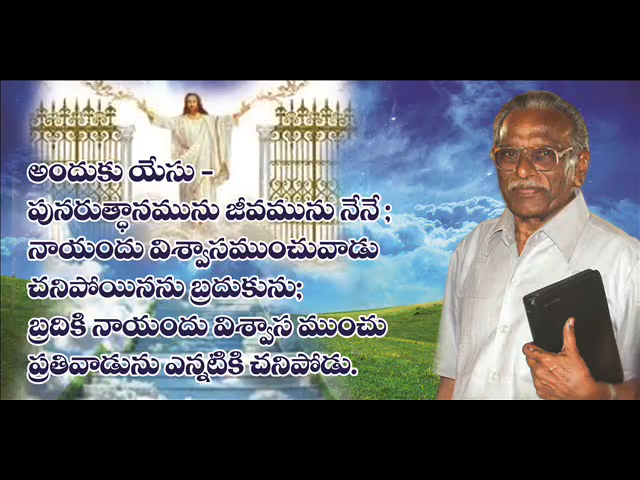 అందుకు యేసు -
పునరుత్థానమును జీవమును నేనే ;
నాయందు విశ్వాసముంచువాడు
చనిపోయినను బ్రదుకును;
బ్రదికి నాయందు విశ్వాస ముంచు
ప్రతివాడును ఎన్నటికి చనిపోడు.